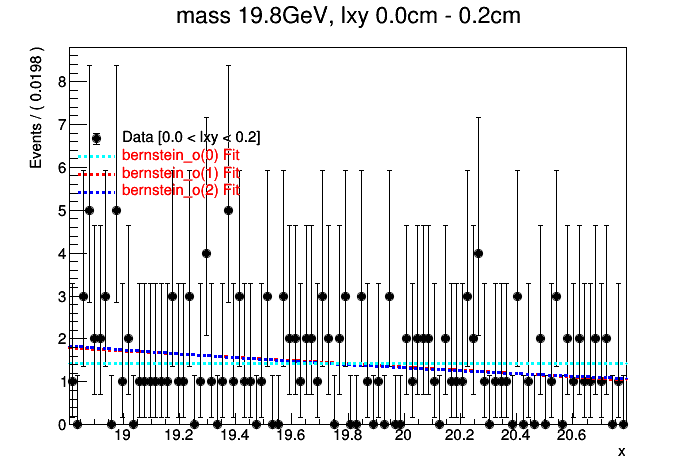 mass 19.8GeV, lxy 0.0cm - 0.2cm
Events / ( 0.0198 )
8
7
6
5
4
3
2
1
0
Data [0.0 < lxy < 0.2]
bernstein_o(0) Fit
bernstein_o(1) Fit
bernstein_o(2) Fit
19 19.2 19.4 19.6 19.8 20 20.2 20.4 20.6
x